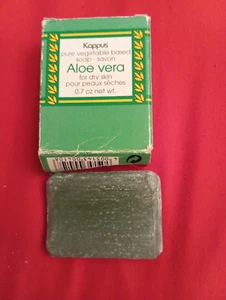 Kappus
pure vegetable based
soap · savon
Aloe vera
for dry skin
pour peaux sèches
0.7 oz net wt.